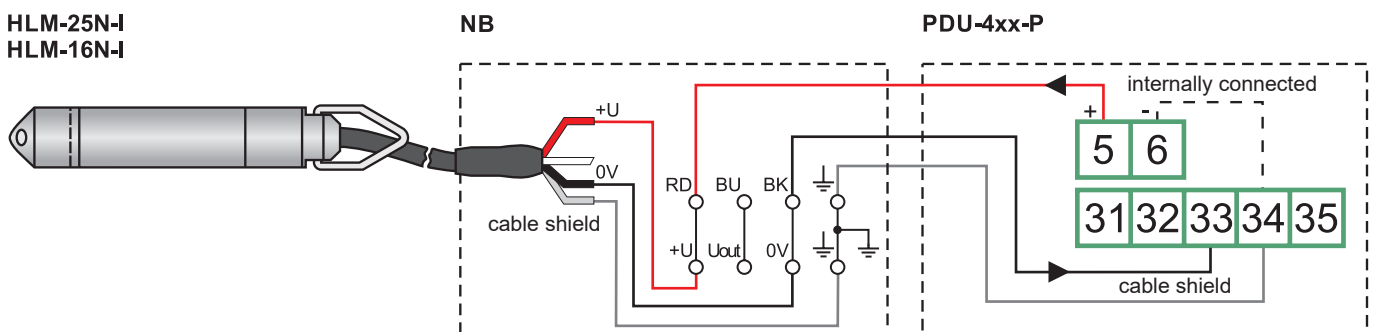 HLM-25N-I
HLM-16N-I
NB
PDU-4xx-P
internally connected
+ -
5 6
+U
0V
cable shield
RD BU BK
+U Uout 0V
31 32 33 34 35
cable shield